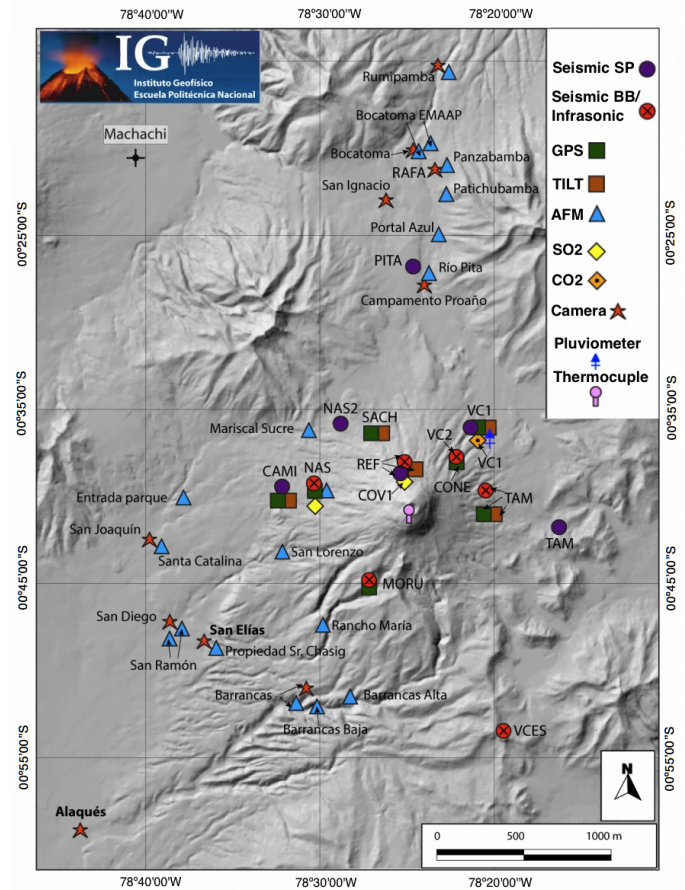 78°40'00"W 78°30'00"W 78°20'00"W
IG
Instituto Geofísico
Escuela Politécnica Nacional
Machachi
Rumipamba
Bocatoma EMAAP
Bocatoma
Panzabamba
RAFA
San Ignacio
Patichubamba
Portal Azul
PITA
Río Pita
Campamento Proaño
Seismic SP
Seismic BB/
Infrasonic
GPS
TILT
AFM
SO2
CO2
Camera
Pluviometer
Thermocuple
00°25'00"S
00°25'00"S
00°35'00"S
00°35'00"S
NAS2
SACH
VC1
Mariscal Sucre
VC2
REF
VC1
CAMI
NAS
COV1
CONE
TAM
Entrada parque
San Joaquín
TAM
Santa Catalina
San Lorenzo
00°45'00"S
00°45'00"S
MORU
San Diego
San Elías
Rancho María
San Ramón
Propiedad Sr. Chasig
Barrancas
Barrancas Alta
Barrancas Baja
VCES
00°55'00"S
00°55'00"S
N
Alaqués
0 500 1000 m
78°40'00"W 78°30'00"W 78°20'00"W